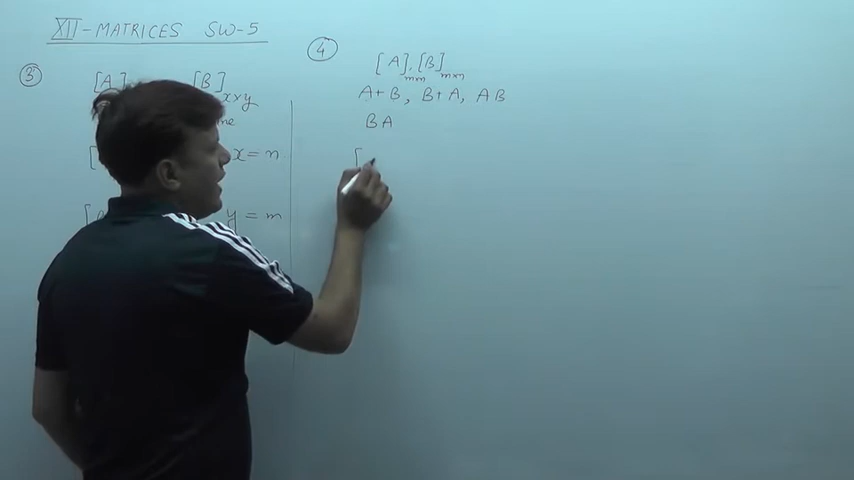 XII-MATRICES SW-5
3
[A] [B]
x×y
x = n
y = m
4
[A], [B]
m×n m×n
A+B, B+A, AB
BA
[